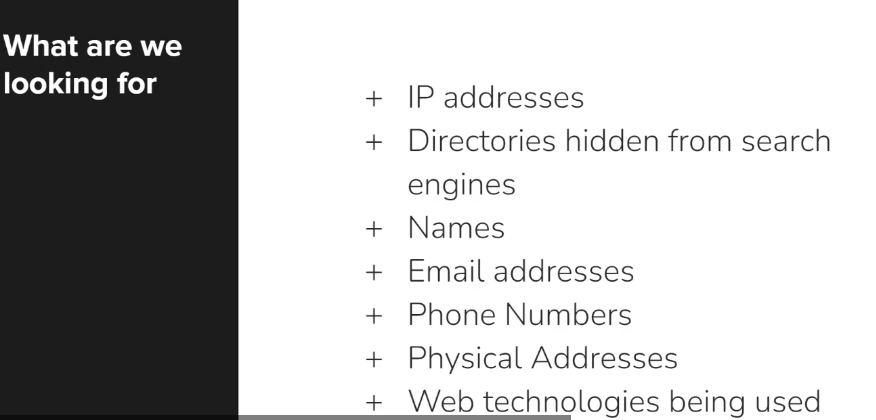 What are we
looking for
+ IP addresses
+ Directories hidden from search
engines
+ Names
+ Email addresses
+ Phone Numbers
+ Physical Addresses
+ Web technologies being used